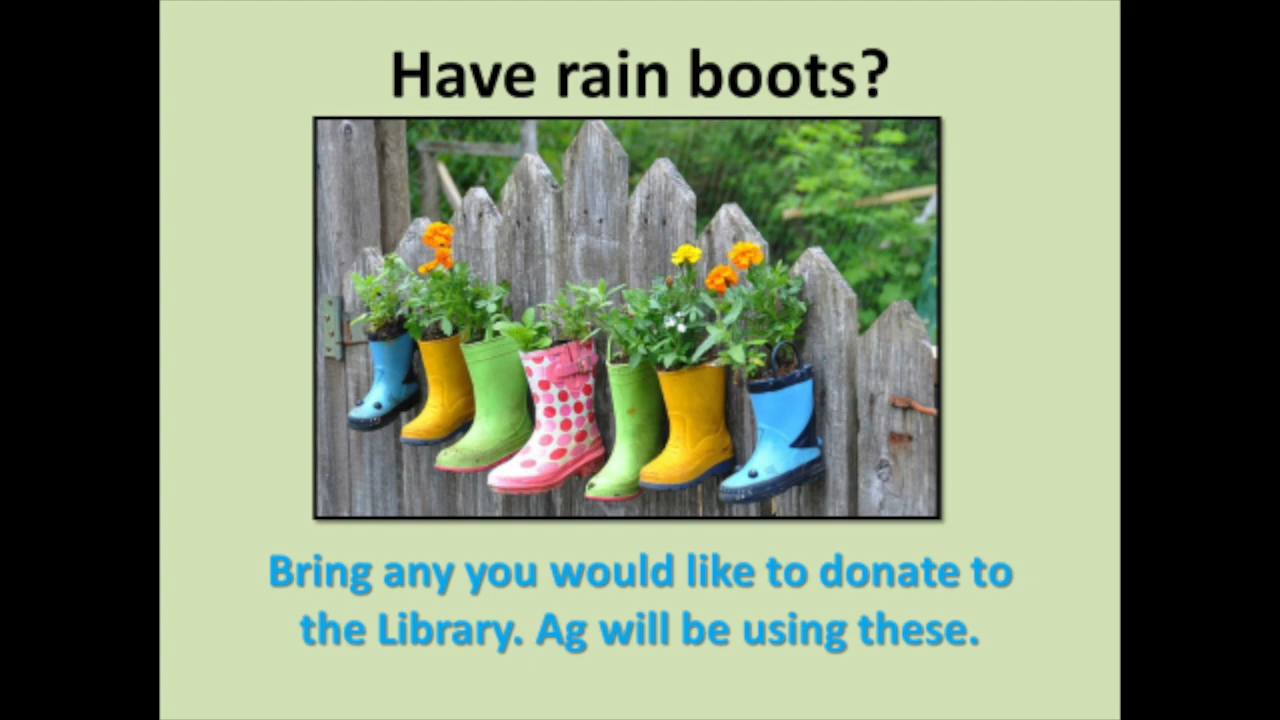 Have rain boots?
Bring any you would like to donate to
the Library. Ag will be using these.